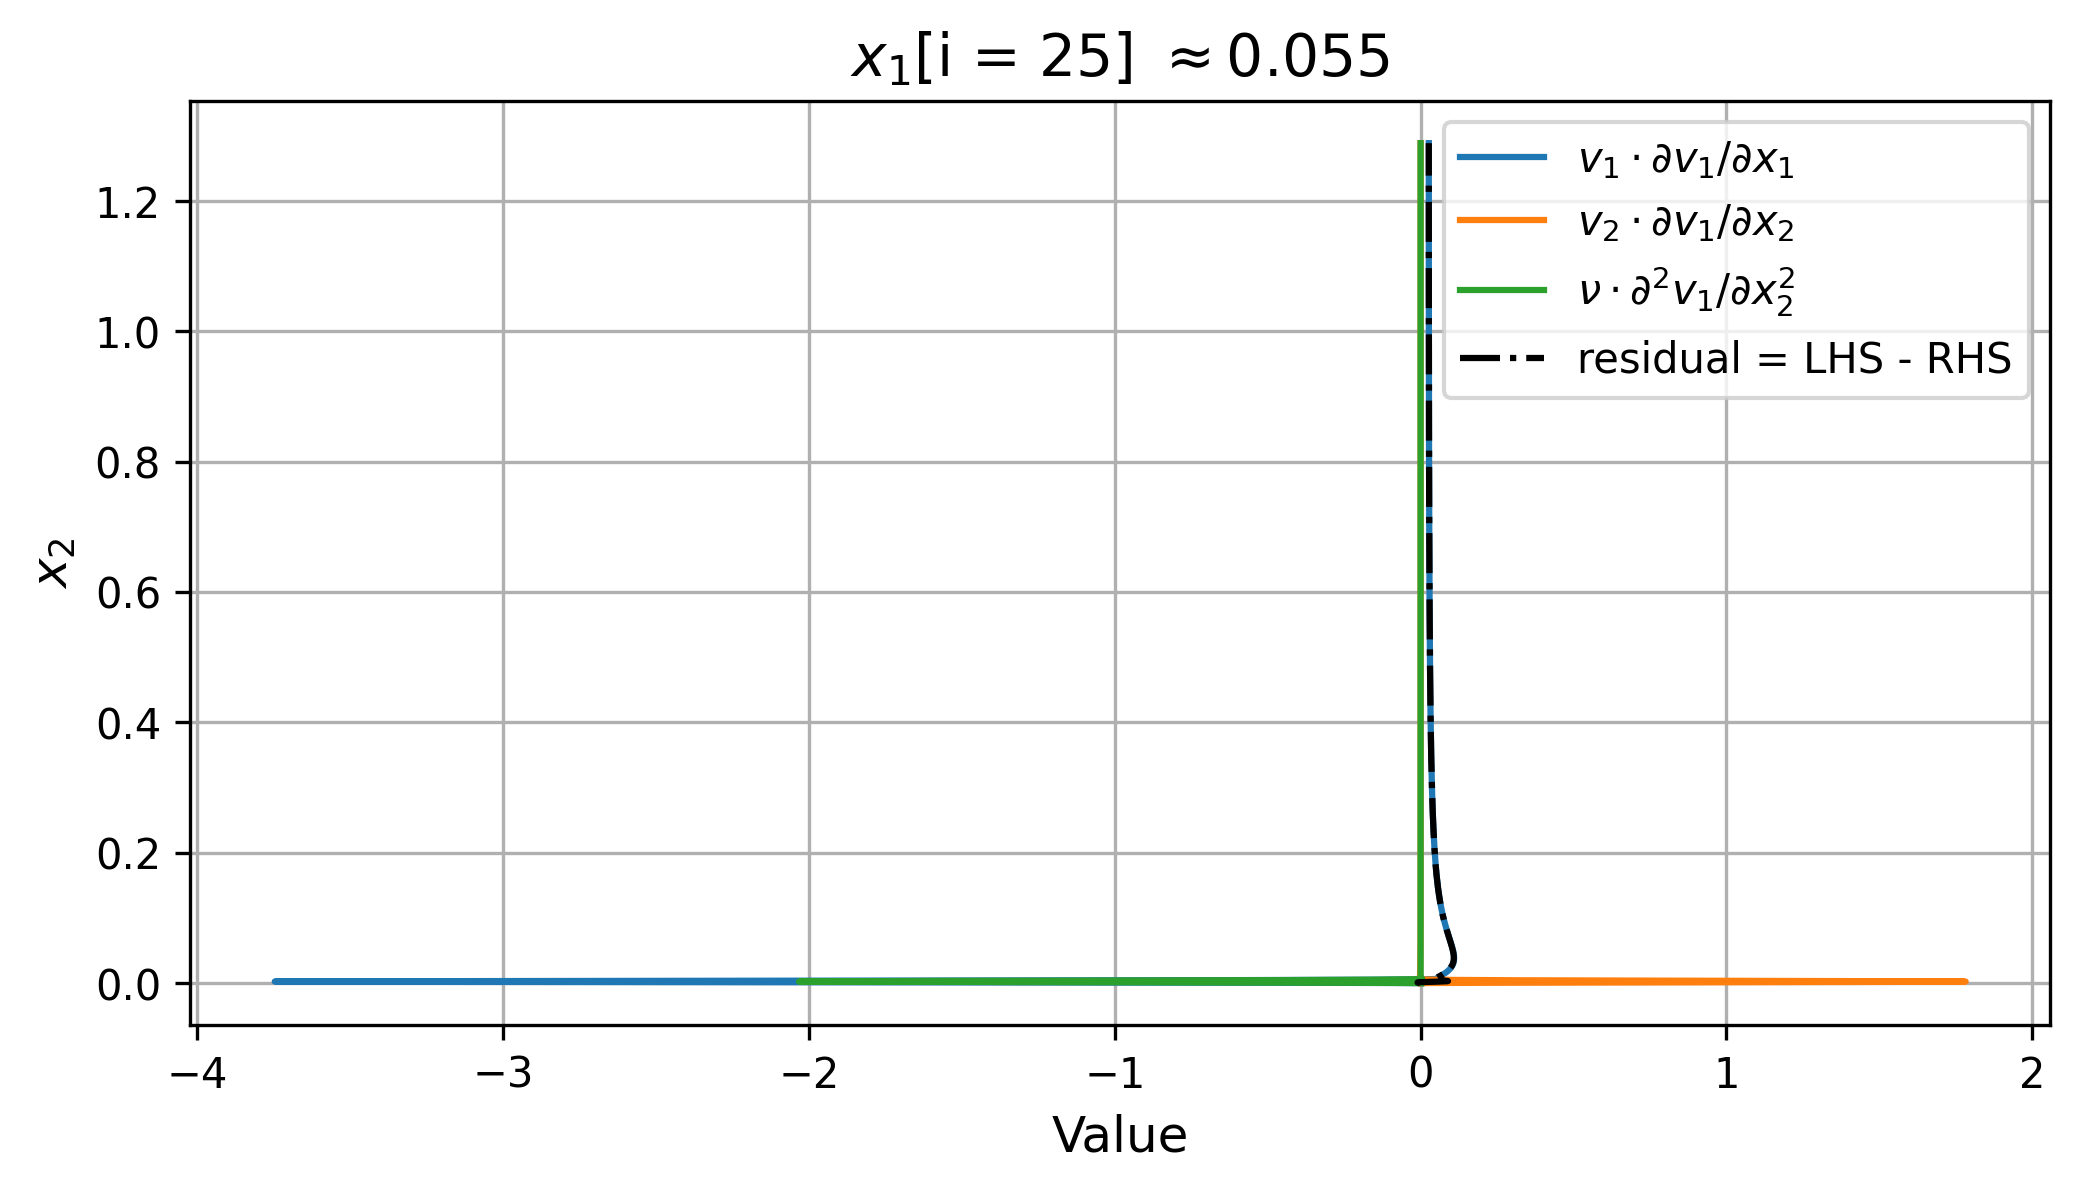 x₁[i = 25] ≈ 0.055
v₁ · ∂v₁/∂x₁
v₂ · ∂v₁/∂x₂
ν · ∂²v₁/∂x₂²
residual = LHS - RHS
x₂
1.2
1.0
0.8
0.6
0.4
0.2
0.0
−4 −3 −2 −1 0 1 2
Value